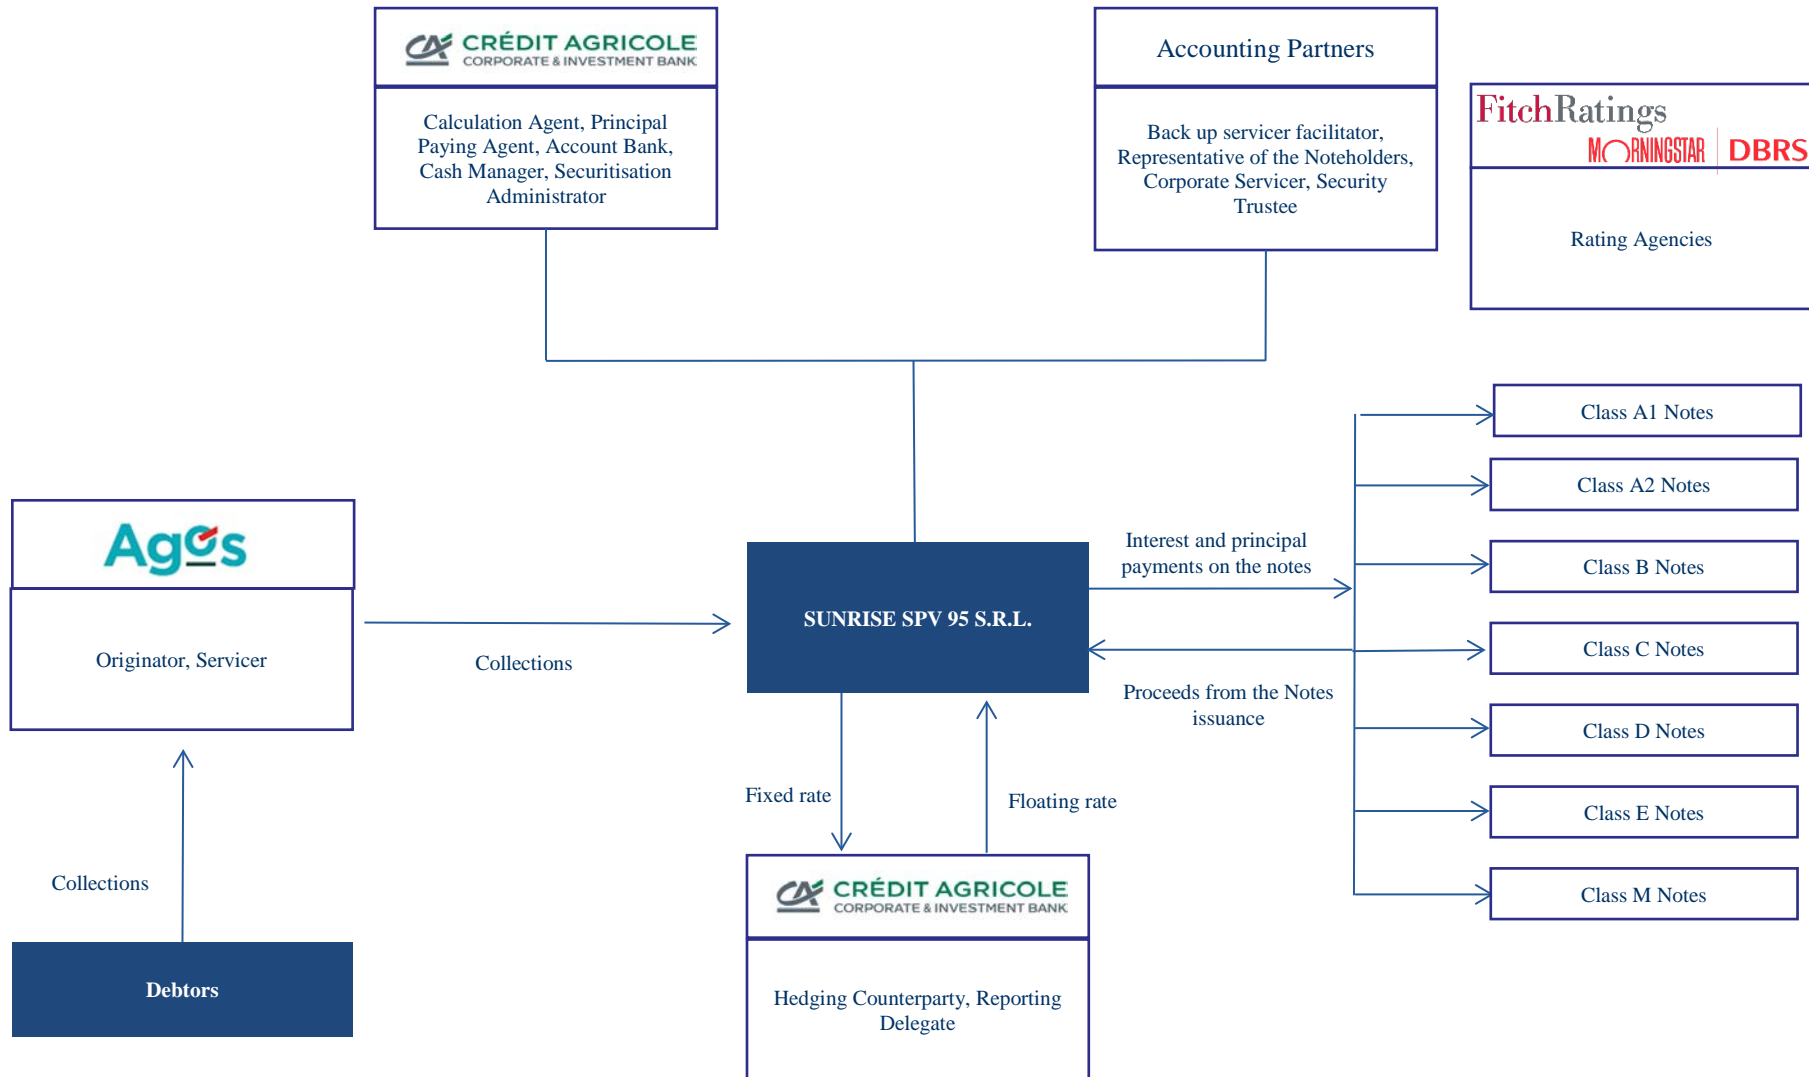 CRÉDIT AGRICOLE
CORPORATE & INVESTMENT BANK
Calculation Agent, Principal
Paying Agent, Account Bank,
Cash Manager, Securitisation
Administrator
Accounting Partners
Back up servicer facilitator,
Representative of the Noteholders,
Corporate Servicer, Security
Trustee
FitchRatings
MORNINGSTAR | DBRS
Rating Agencies
Agos
Originator, Servicer
Collections
Collections
Debtors
SUNRISE SPV 95 S.R.L.
Interest and principal
payments on the notes
Proceeds from the Notes
issuance
Fixed rate
Floating rate
CRÉDIT AGRICOLE
CORPORATE & INVESTMENT BANK
Hedging Counterparty, Reporting
Delegate
Class A1 Notes
Class A2 Notes
Class B Notes
Class C Notes
Class D Notes
Class E Notes
Class M Notes